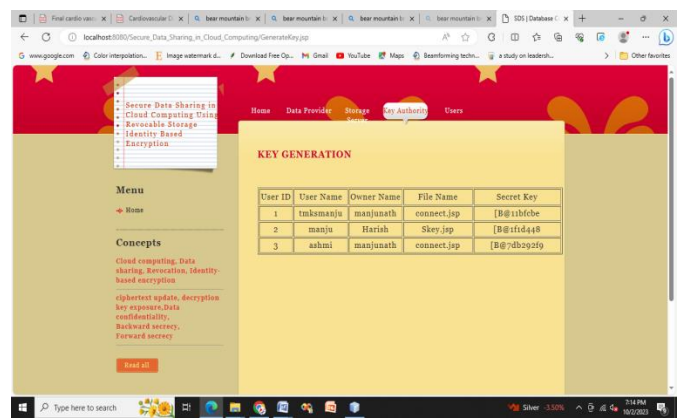 Final cardio vasc
Cardiovascular D
bear mountain b
bear mountain b
bear mountain b
bear mountain b
SDS | Database C
localhost:8080/Secure_Data_Sharing_in_Cloud_Computing/GenerateKey.jsp
www.google.com
Color interpolation...
Image watermark d...
Download Free Op...
Gmail
YouTube
Maps
Beamforming techn...
a study on leadersh...
Other favorites
Secure Data Sharing in
Cloud Computing Using
Revocable Storage
Identity Based
Encryption
Home Data Provider Storage Server Key Authority Users
KEY GENERATION
Menu
Home
User ID User Name Owner Name File Name Secret Key
1 tmksmanju manjunath connect.jsp [B@11bfcbe
2 manju Harish Skey.jsp [B@1f1d448
3 ashmi manjunath connect.jsp [B@7db292f9
Concepts
Cloud computing, Data
sharing, Revocation, Identity-
based encryption
ciphertext update, decryption
key exposure,Data
confidentiality,
Backward secrecy,
Forward secrecy
Read all
Type here to search
Silver -3.50%
7:14 PM
10/2/2023